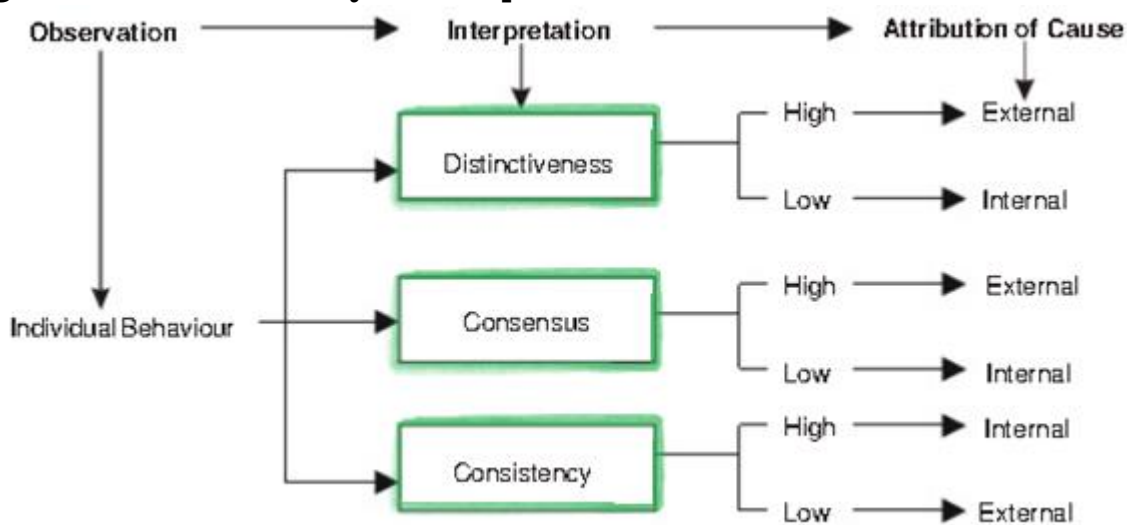 Observation Interpretation Attribution of Cause
High External
Distinctiveness
Low Internal
High External
Individual Behaviour Consensus
Low Internal
High Internal
Consistency
Low External